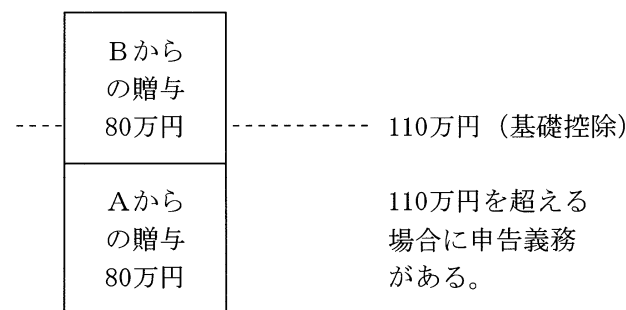 Bから
の贈与
80万円
110万円（基礎控除）
Aから
の贈与
80万円
110万円を超える
場合に申告義務
がある。